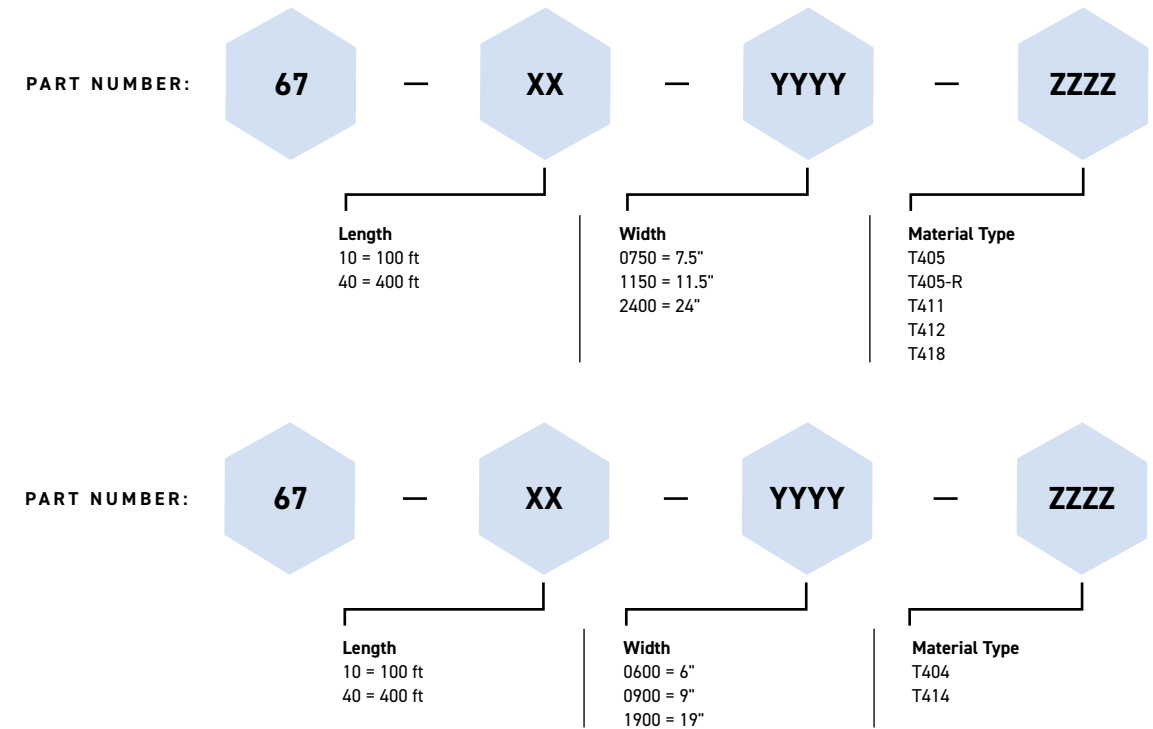 PART NUMBER: 67 — XX — YYYY — ZZZZ
Length
10 = 100 ft
40 = 400 ft
Width
0750 = 7.5"
1150 = 11.5"
2400 = 24"
Material Type
T405
T405-R
T411
T412
T418
PART NUMBER: 67 — XX — YYYY — ZZZZ
Length
10 = 100 ft
40 = 400 ft
Width
0600 = 6"
0900 = 9"
1900 = 19"
Material Type
T404
T414